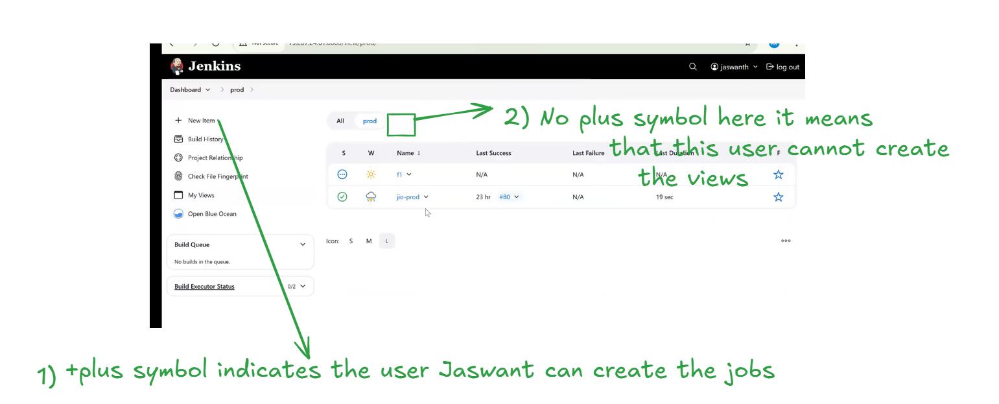 Jenkins
jaswanth
log out
Dashboard > prod >
+ New Item
Build History
Project Relationship
Check File Fingerprint
My Views
Open Blue Ocean
Build Queue
No builds in the queue.
Build Executor Status 0/2
All prod
S W Name ↓ Last Success Last Failure Last Duration F
f1 N/A N/A N/A
jio-prod 23 hr #80 N/A 19 sec
Icon: S M L
2) No plus symbol here it means
that this user cannot create
the views
1) +plus symbol indicates the user Jaswant can create the jobs